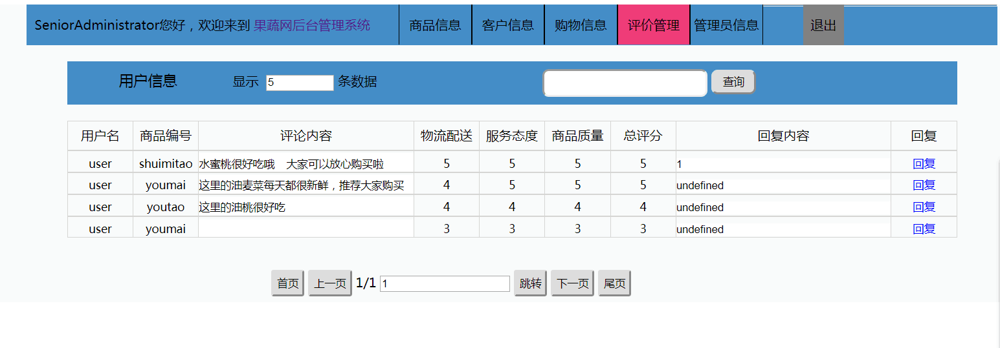 SeniorAdministrator您好，欢迎来到 果蔬网后台管理系统 商品信息 客户信息 购物信息 评价管理 管理员信息 退出
用户信息 显示 5 条数据 查询
用户名 商品编号 评论内容 物流配送 服务态度 商品质量 总评分 回复内容 回复
user shuimitao 水蜜桃很好吃哦 大家可以放心购买啦 5 5 5 5 1 回复
user youmai 这里的油麦菜每天都很新鲜，推荐大家购买 4 5 5 5 undefined 回复
user youtao 这里的油桃很好吃 4 4 4 4 undefined 回复
user youmai 3 3 3 3 undefined 回复
首页 上一页 1/1 1 跳转 下一页 尾页